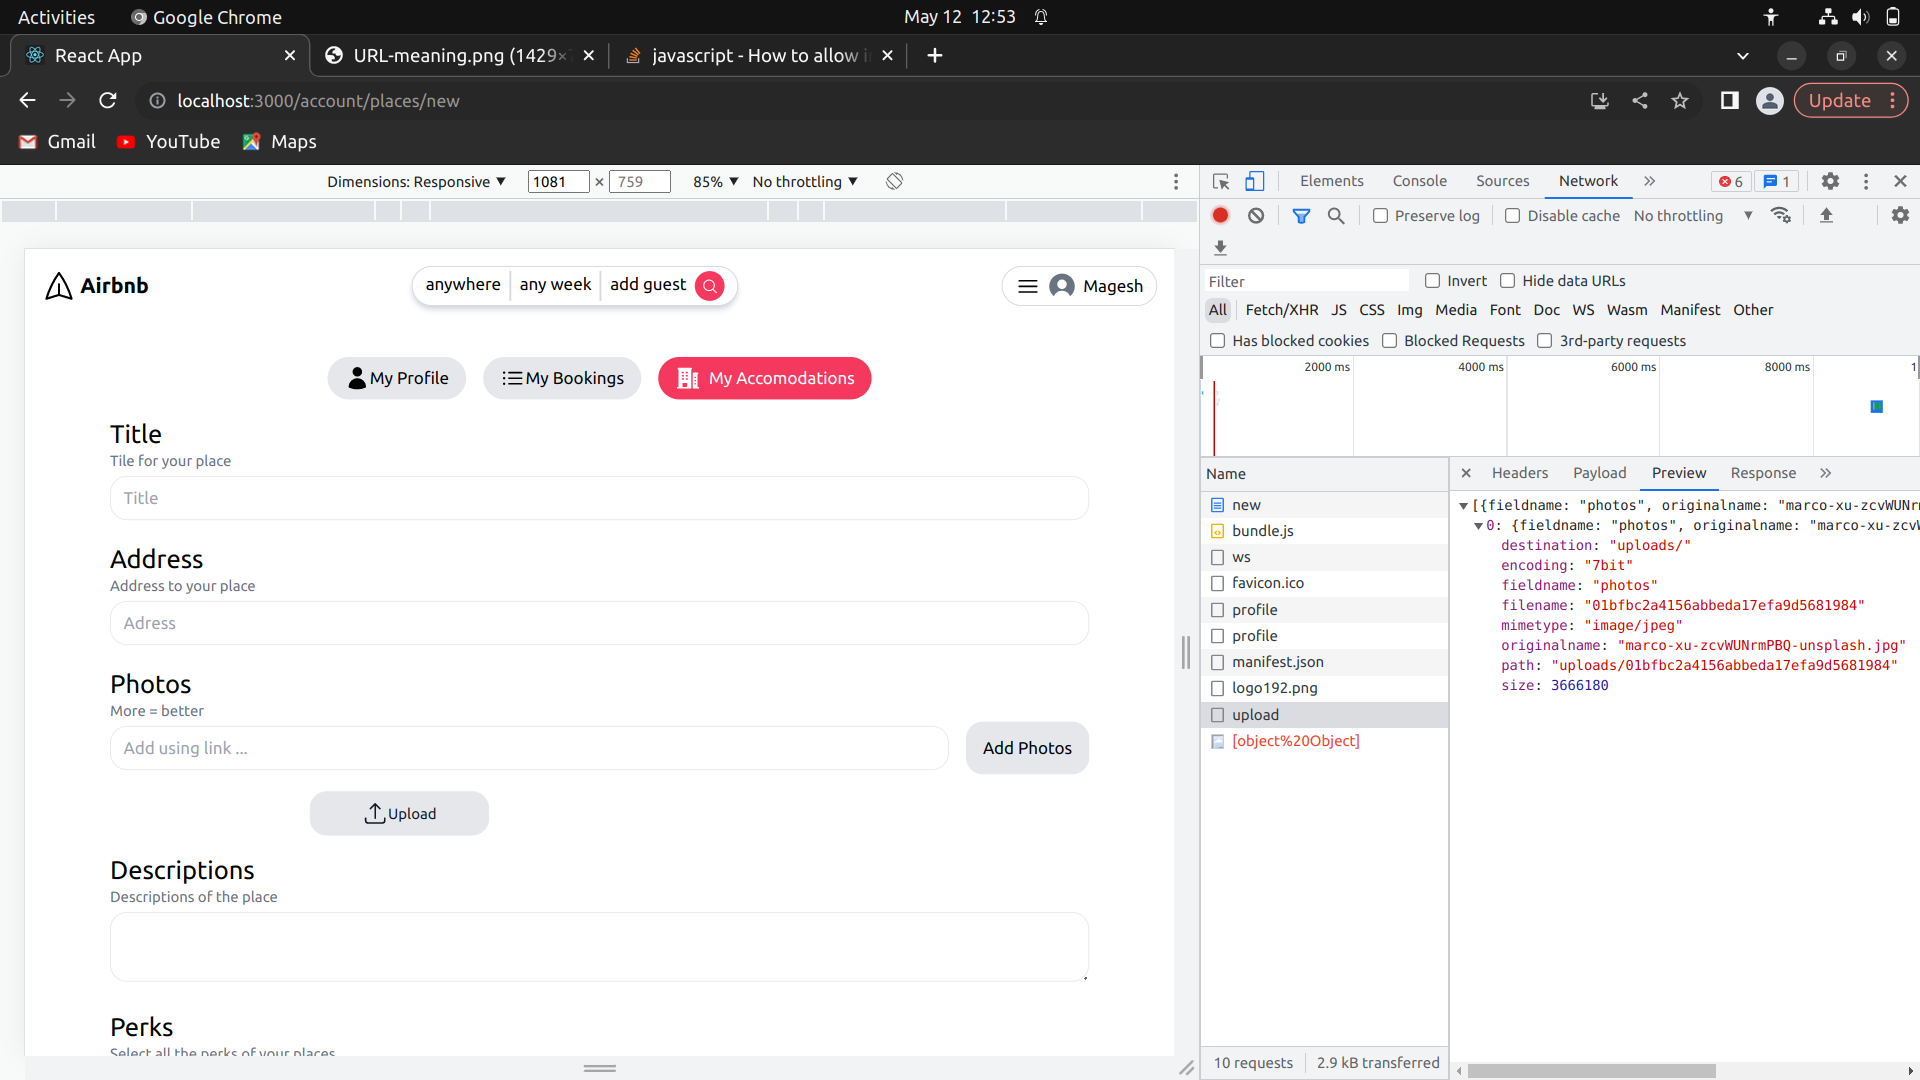 Activities Google Chrome May 12 12:53
React App URL-meaning.png (1429× javascript - How to allow i
localhost:3000/account/places/new Update
Gmail YouTube Maps
Dimensions: Responsive 1081 × 759 85% No throttling
Elements Console Sources Network 6 1
Preserve log Disable cache No throttling
Filter Invert Hide data URLs
All Fetch/XHR JS CSS Img Media Font Doc WS Wasm Manifest Other
Has blocked cookies Blocked Requests 3rd-party requests
2000 ms 4000 ms 6000 ms 8000 ms 1
Airbnb anywhere any week add guest Magesh
My Profile My Bookings My Accomodations
Title
Tile for your place
Title
Address
Address to your place
Adress
Photos
More = better
Add using link ... Add Photos
Upload
Descriptions
Descriptions of the place
Perks
Select all the perks of your places
Name
new
bundle.js
ws
favicon.ico
profile
profile
manifest.json
logo192.png
upload
[object%20Object]
10 requests 2.9 kB transferred
Headers Payload Preview Response
[{fieldname: "photos", originalname: "marco-xu-zcvWUNr
0: {fieldname: "photos", originalname: "marco-xu-zcv
destination: "uploads/"
encoding: "7bit"
fieldname: "photos"
filename: "01bfbc2a4156abbeda17efa9d5681984"
mimetype: "image/jpeg"
originalname: "marco-xu-zcvWUNrmPBQ-unsplash.jpg"
path: "uploads/01bfbc2a4156abbeda17efa9d5681984"
size: 3666180